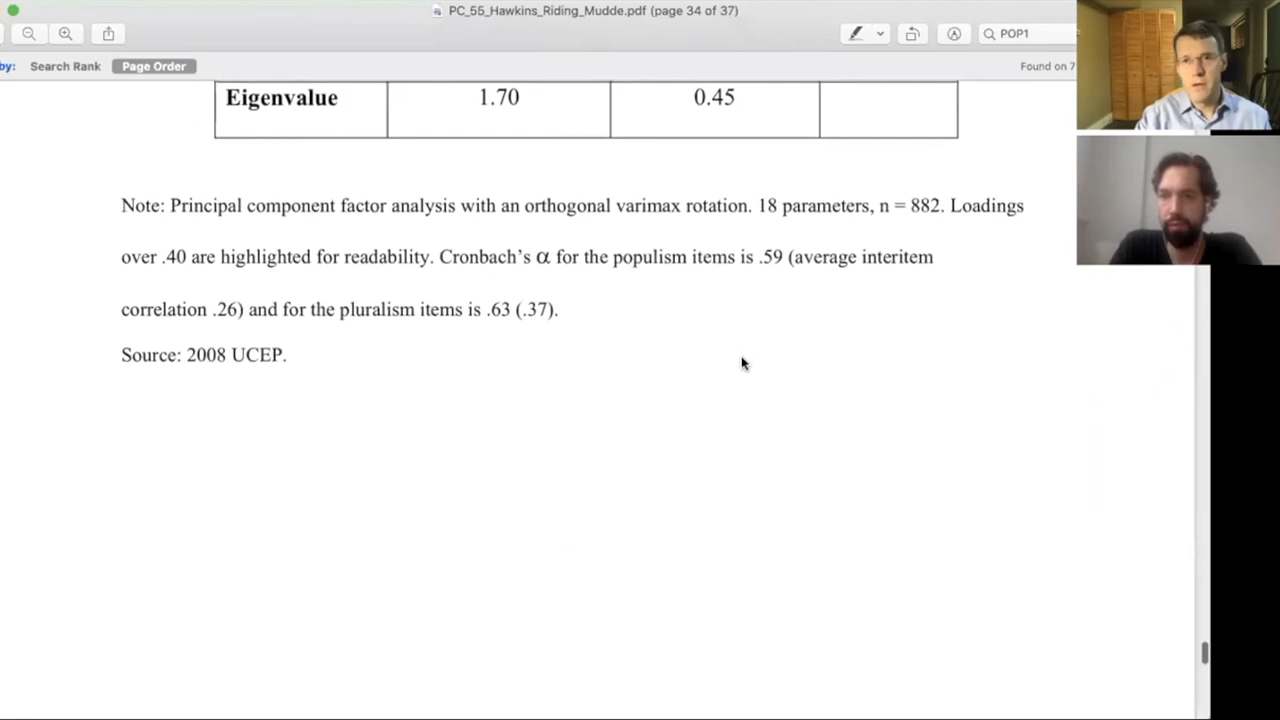 PC_55_Hawkins_Riding_Mudde.pdf (page 34 of 37)
POP1
by: Search Rank Page Order Found on 7
Eigenvalue 1.70 0.45
Note: Principal component factor analysis with an orthogonal varimax rotation. 18 parameters, n = 882. Loadings
over .40 are highlighted for readability. Cronbach's α for the populism items is .59 (average interitem
correlation .26) and for the pluralism items is .63 (.37).
Source: 2008 UCEP.